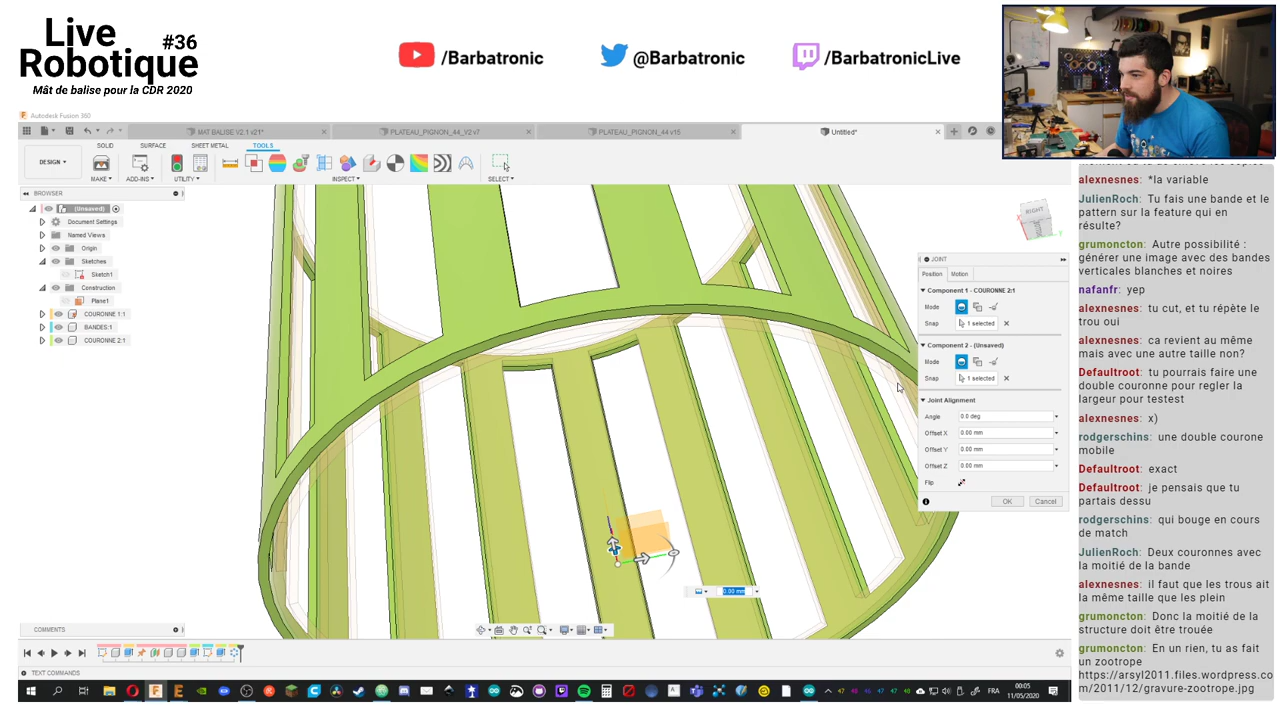 Live
Robotique #36
Mât de balise pour la CDR 2020
/Barbatronic
@Barbatronic
/BarbatronicLive
Autodesk Fusion 360
MAT BALISE V2.1 v21*
PLATEAU_PIGNON_44_V2 v7
PLATEAU_PIGNON_44 v15
Untitled*
SOLID
SURFACE
SHEET METAL
TOOLS
DESIGN
MAKE
ADD-INS
UTILITY
INSPECT
SELECT
BROWSER
(Unsaved)
Document Settings
Named Views
Origin
Sketches
Sketch1
Construction
Plane1
COURONNE 1:1
BANDES:1
COURONNE 2:1
RIGHT
JOINT
Position Motion
Component 1 - COURONNE 2:1
Mode
Snap 1 selected
Component 2 - (Unsaved)
Mode
Snap 1 selected
Joint Alignment
Angle 0.0 deg
Offset X 0.00 mm
Offset Y 0.00 mm
Offset Z 0.00 mm
Flip
OK Cancel
0.00 mm
COMMENTS
TEXT COMMANDS
FRA
00:05
11/05/2020
alexnesnes: *la variable
JulienRoch: Tu fais une bande et le
pattern sur la feature qui en
résulte?
grumoncton: Autre possibilité :
générer une image avec des bandes
verticales blanches et noires
nafanfr: yep
alexnesnes: tu cut, et tu répète le
trou oui
alexnesnes: ca revient au même
mais avec une autre taille non?
Defaultroot: tu pourrais faire une
double couronne pour regler la
largeur pour testest
alexnesnes: x)
rodgerschins: une double courone
mobile
Defaultroot: exact
Defaultroot: je pensais que tu
partais dessu
rodgerschins: qui bouge en cours
de match
JulienRoch: Deux couronnes avec
la moitié de la bande
alexnesnes: il faut que les trous ait
la même taille que les plein
grumoncton: Donc la moitié de la
structure doit être trouée
grumoncton: En un rien, tu as fait
un zootrope
https://arsyl2011.files.wordpress.co
m/2011/12/gravure-zootrope.jpg